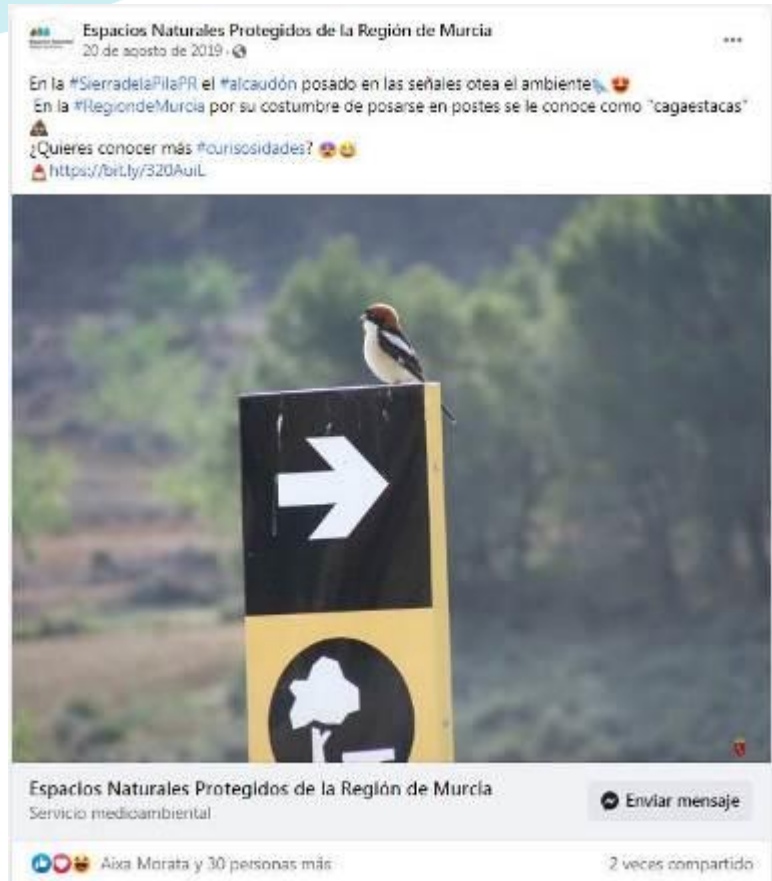 Espacios Naturales Protegidos de la Región de Murcia
20 de agosto de 2019
En la #SierradelaPilaPR el #alcaudón posado en las señales otea el ambiente
En la #RegiondeMurcia por su costumbre de posarse en postes se le conoce como "cagaestacas"
¿Quieres conocer más #curisosidades?
https://bit.ly/320AuiL
Espacios Naturales Protegidos de la Región de Murcia
Servicio medioambiental
Enviar mensaje
Aixa Morata y 30 personas más
2 veces compartido